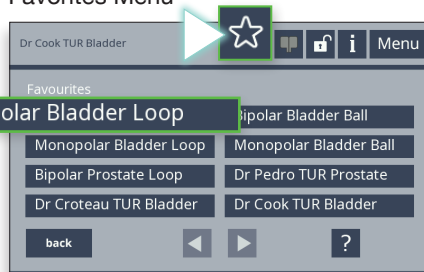 Favorites Menu
Dr Cook TUR Bladder
i
Menu
Favourites
olar Bladder Loop
Bipolar Bladder Ball
Monopolar Bladder Loop
Monopolar Bladder Ball
Bipolar Prostate Loop
Dr Pedro TUR Prostate
Dr Croteau TUR Bladder
Dr Cook TUR Bladder
back
?